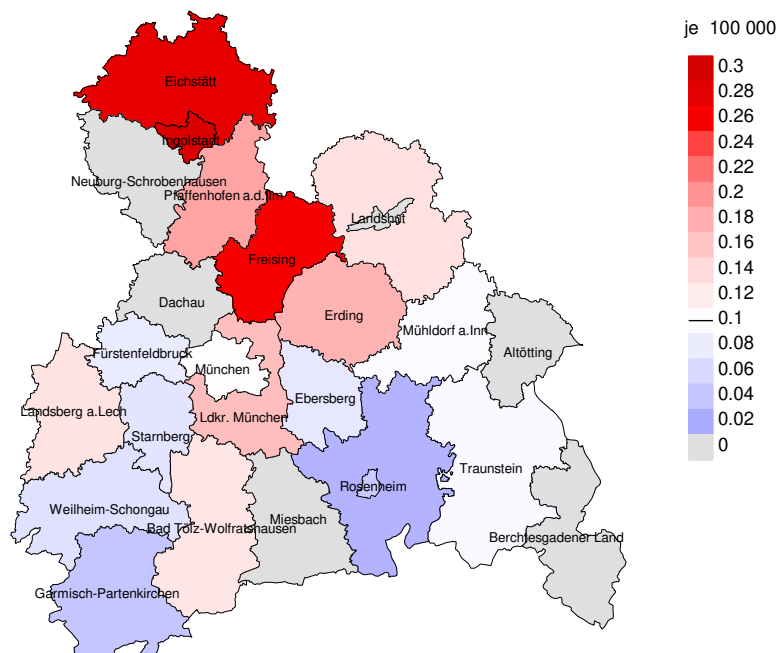 je 100 000
0.3
0.28
0.26
0.24
0.22
0.2
0.18
0.16
0.14
0.12
0.1
0.08
0.06
0.04
0.02
0
Eichstätt
Ingolstadt
Neuburg-Schrobenhausen
Pfaffenhofen a.d.Ilm
Landshut
Freising
Dachau
Erding
Mühldorf a.Inn
Altötting
Fürstenfeldbruck
München
Ebersberg
Landsberg a.Lech
Ldkr. München
Starnberg
Traunstein
Rosenheim
Weilheim-Schongau
Miesbach
Bad Tölz-Wolfratshausen
Berchtesgadener Land
Garmisch-Partenkirchen